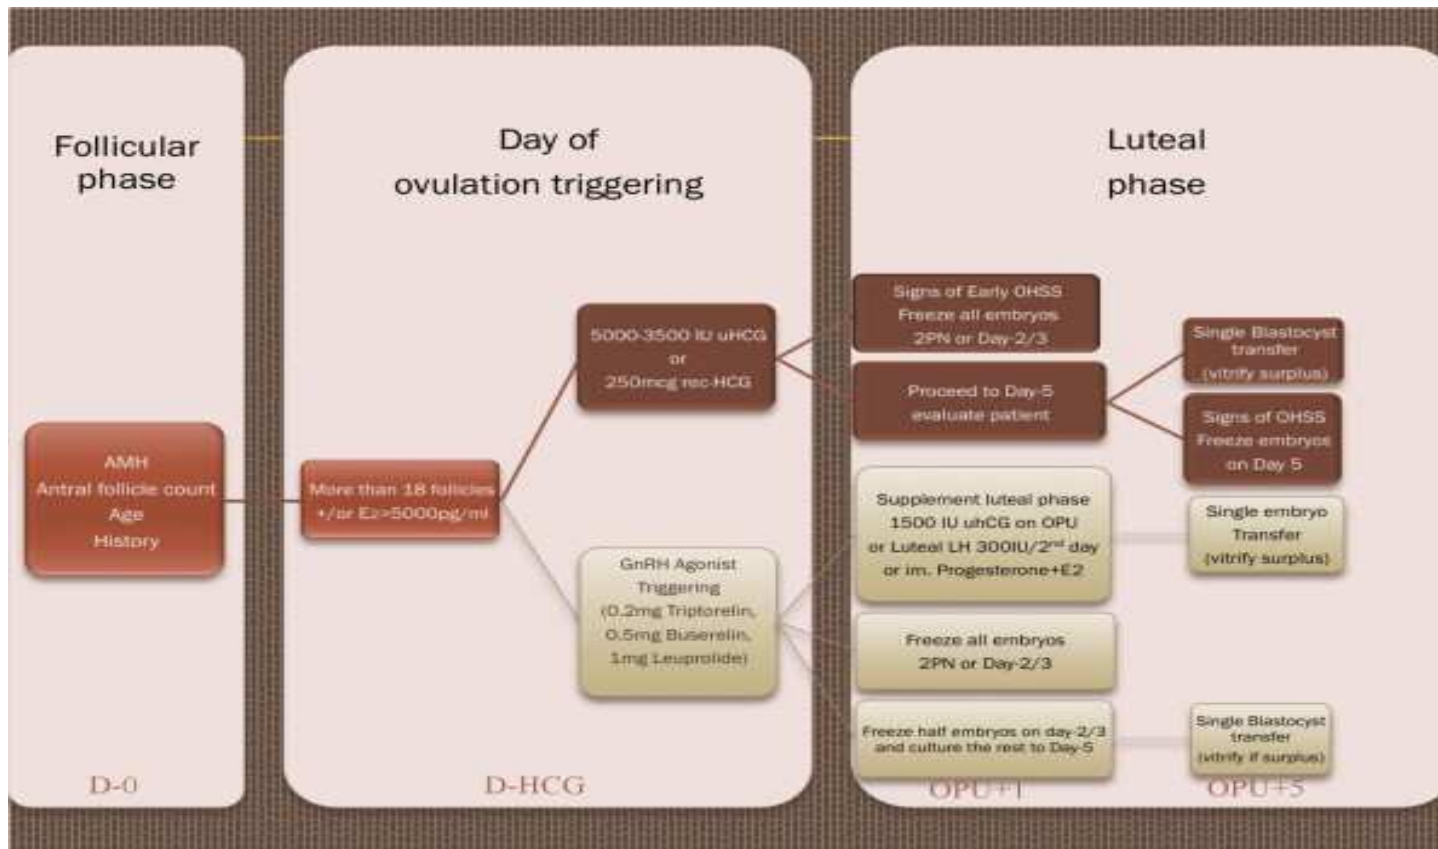 Follicular
phase
Day of
ovulation triggering
Luteal
phase
AMH
Antral follicle count
Age
History
More than 18 follicles
+/or E2>=5000pg/ml
5000-3500 IU uHCG
or
250mcg rec-HCG
GnRH Agonist
Triggering
(0.2mg Triptorelin,
0.5mg Buserelin,
1mg Leuprolide)
Signs of Early OHSS
Freeze all embryos
2PN or Day-2/3
Proceed to Day-5
evaluate patient
Single Blastocyst
transfer
(vitrify surplus)
Signs of OHSS
Freeze embryos
on Day 5
Supplement luteal phase
1500 IU uhCG on OPU
or Luteal LH 300IU/2nd day
or im. Progesterone+E2
Single embryo
Transfer
(vitrify surplus)
Freeze all embryos
2PN or Day-2/3
Freeze half embryos on day-2/3
and culture the rest to Day-5
Single Blastocyst
transfer
(vitrify if surplus)
D-0
D-HCG
OPU+1
OPU+5